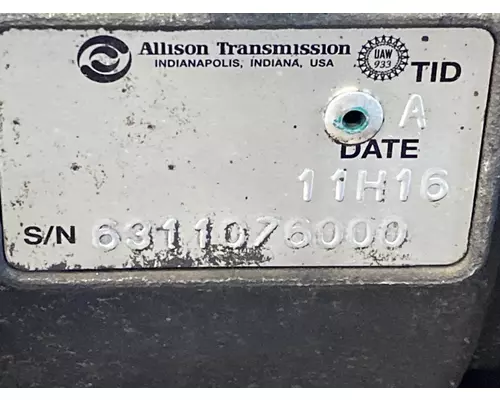 Allison Transmission
INDIANAPOLIS, INDIANA, USA
UAW
933
TID
A
DATE
11H16
S/N 6311076000